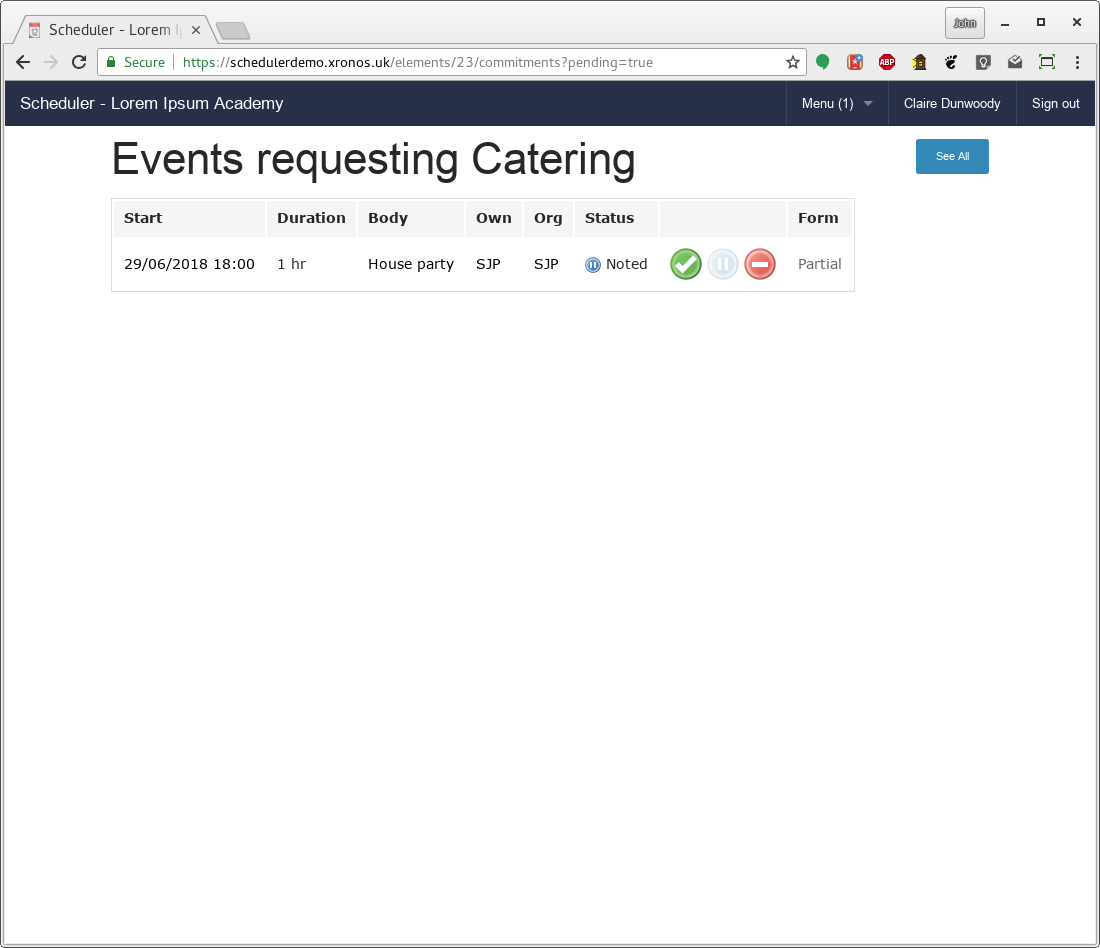 Scheduler - Lorem I
John
Secure https://schedulerdemo.xronos.uk/elements/23/commitments?pending=true
ABP
Scheduler - Lorem Ipsum Academy Menu (1) Claire Dunwoody Sign out
Events requesting Catering See All
Start Duration Body Own Org Status Form
29/06/2018 18:00 1 hr House party SJP SJP Noted Partial